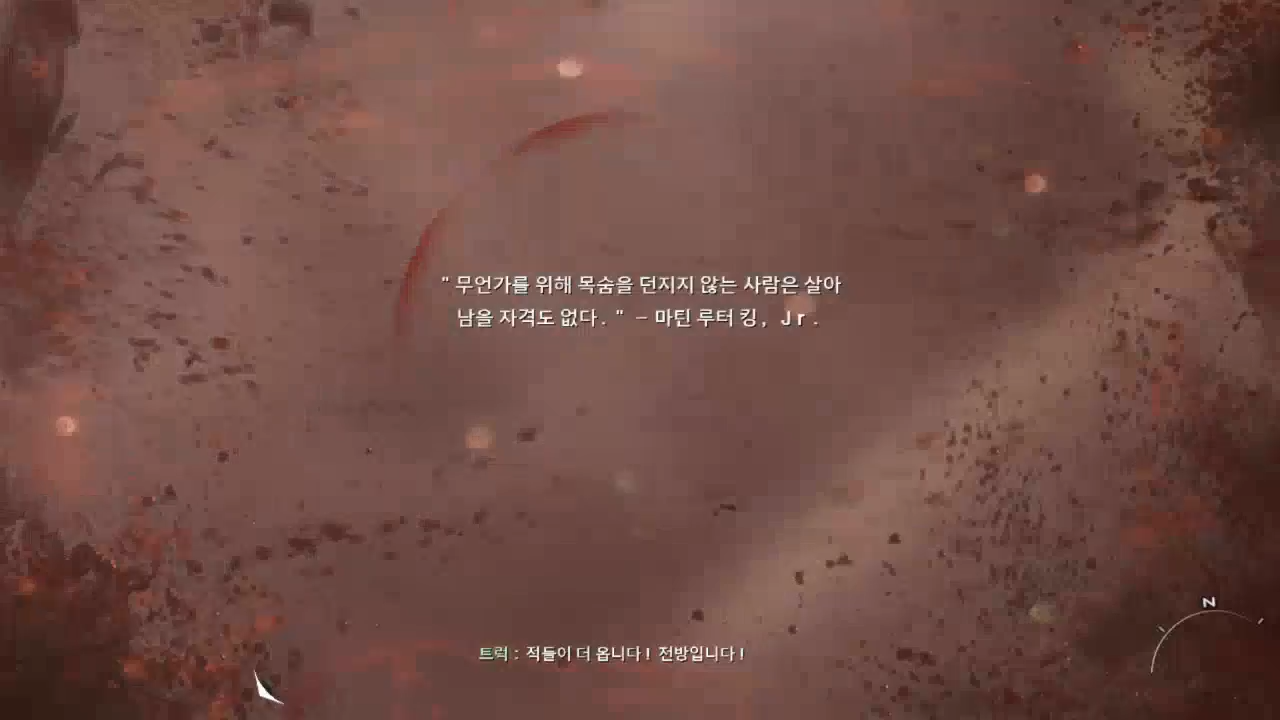 " 무언가를 위해 목숨을 던지지 않는 사람은 살아
남을 자격도 없다. " - 마틴 루터 킹, Jr.
N
트럭 : 적들이 더 옵니다! 전방입니다!